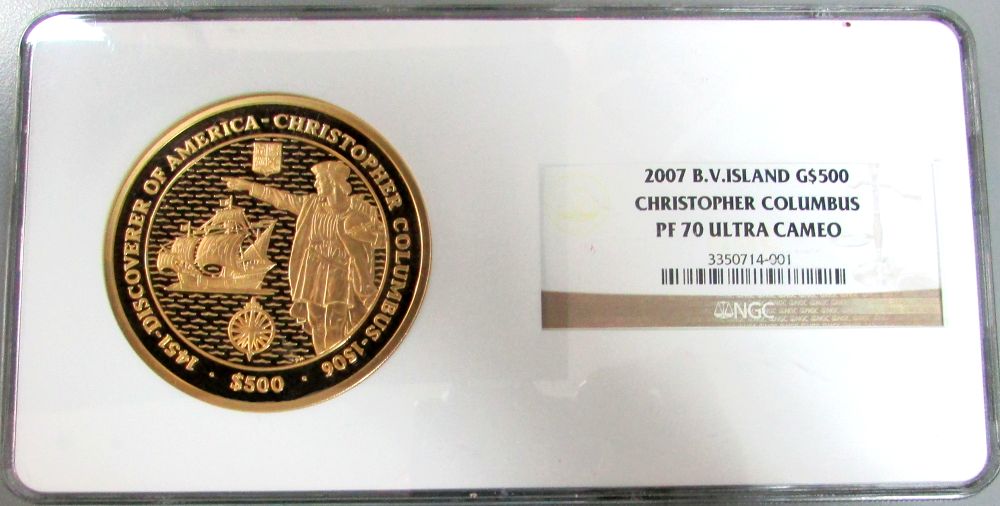 1451·DISCOVERER OF AMERICA-CHRISTOPHER COLUMBUS·1506
· $500 ·
2007 B.V.ISLAND G$500
CHRISTOPHER COLUMBUS
PF 70 ULTRA CAMEO
3350714-001
NGC